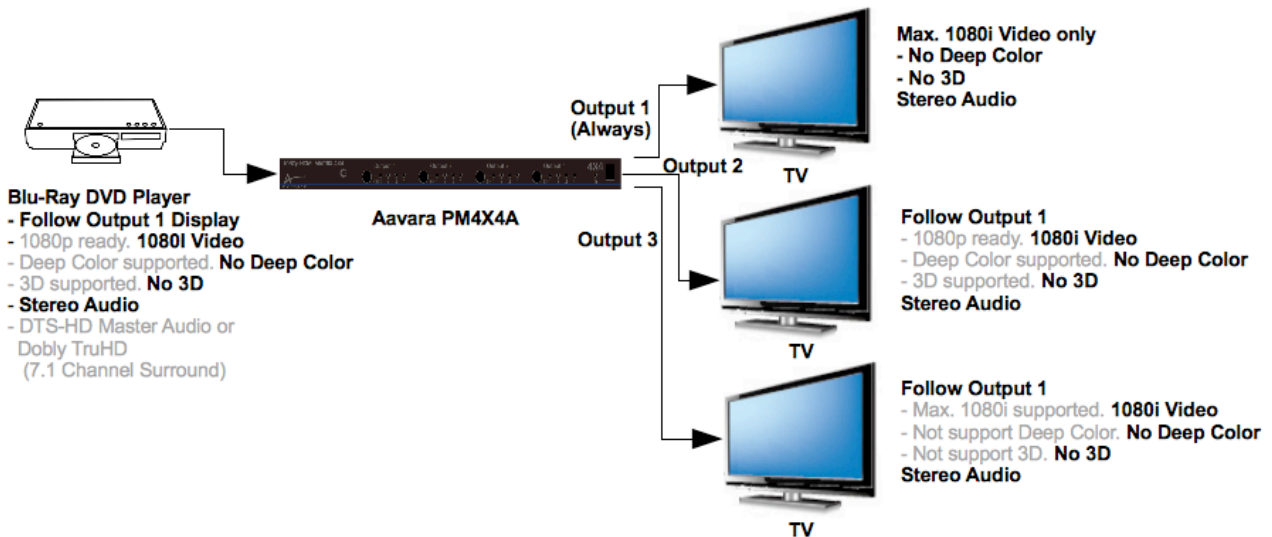 Blu-Ray DVD Player
- Follow Output 1 Display
- 1080p ready. 1080I Video
- Deep Color supported. No Deep Color
- 3D supported. No 3D
- Stereo Audio
- DTS-HD Master Audio or
Dobly TruHD
(7.1 Channel Surround)
4X4
Aavara PM4X4A
Output 1
(Always)
Output 2
Output 3
TV
Max. 1080i Video only
- No Deep Color
- No 3D
Stereo Audio
TV
Follow Output 1
- 1080p ready. 1080i Video
- Deep Color supported. No Deep Color
- 3D supported. No 3D
Stereo Audio
TV
Follow Output 1
- Max. 1080i supported. 1080i Video
- Not support Deep Color. No Deep Color
- Not support 3D. No 3D
Stereo Audio